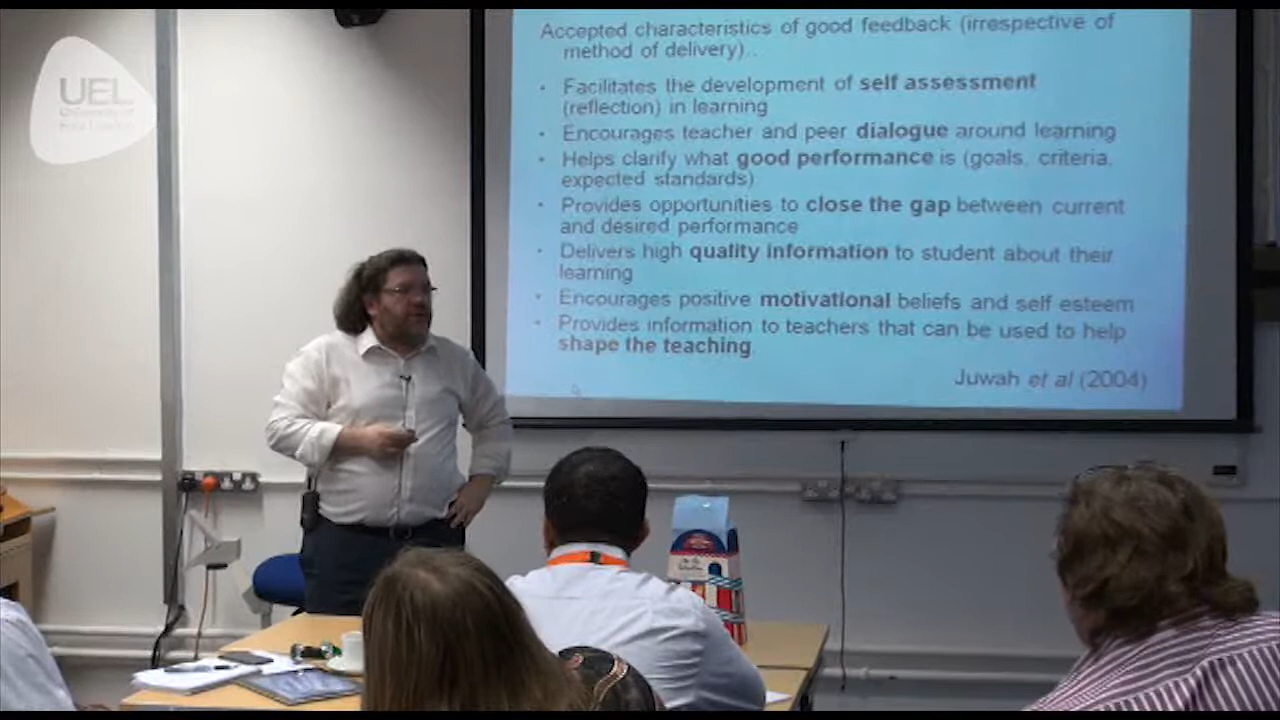 UEL
University of
East London
Accepted characteristics of good feedback (irrespective of
method of delivery)..
• Facilitates the development of self assessment
(reflection) in learning
• Encourages teacher and peer dialogue around learning
• Helps clarify what good performance is (goals, criteria,
expected standards)
• Provides opportunities to close the gap between current
and desired performance
• Delivers high quality information to student about their
learning
• Encourages positive motivational beliefs and self esteem
• Provides information to teachers that can be used to help
shape the teaching.
Juwah et al (2004)